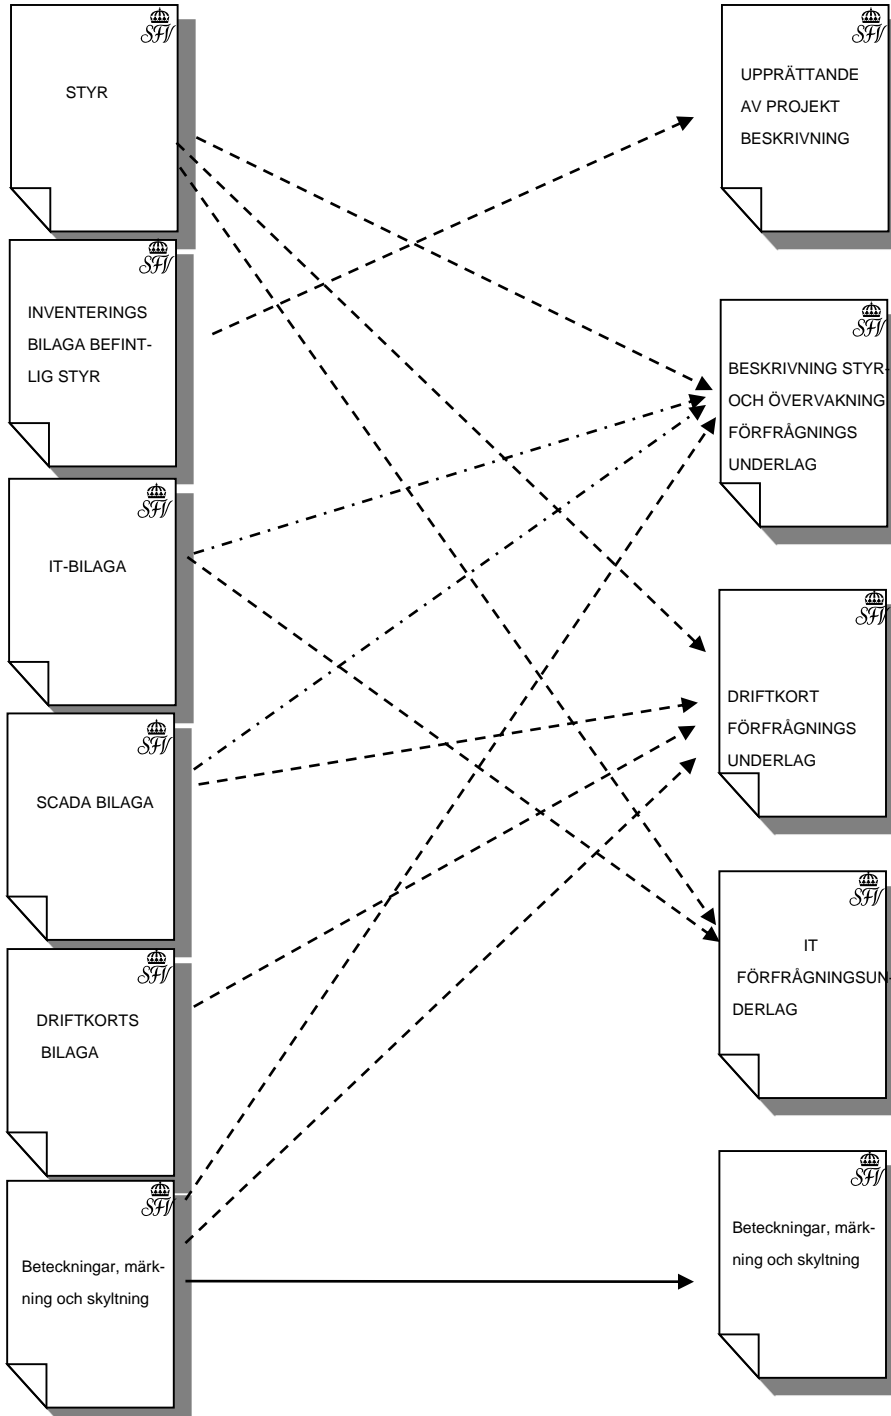 SFV
STYR
SFV
INVENTERINGS
BILAGA BEFINT-
LIG STYR
SFV
IT-BILAGA
SFV
SCADA BILAGA
SFV
DRIFTKORTS
BILAGA
SFV
Beteckningar, märk-
ning och skyltning
SFV
UPPRÄTTANDE
AV PROJEKT
BESKRIVNING
SFV
BESKRIVNING STYR-
OCH ÖVERVAKNING
FÖRFRÅGNINGS
UNDERLAG
SFV
DRIFTKORT
FÖRFRÅGNINGS
UNDERLAG
SFV
IT
FÖRFRÅGNINGSUN-
DERLAG
SFV
Beteckningar, märk-
ning och skyltning